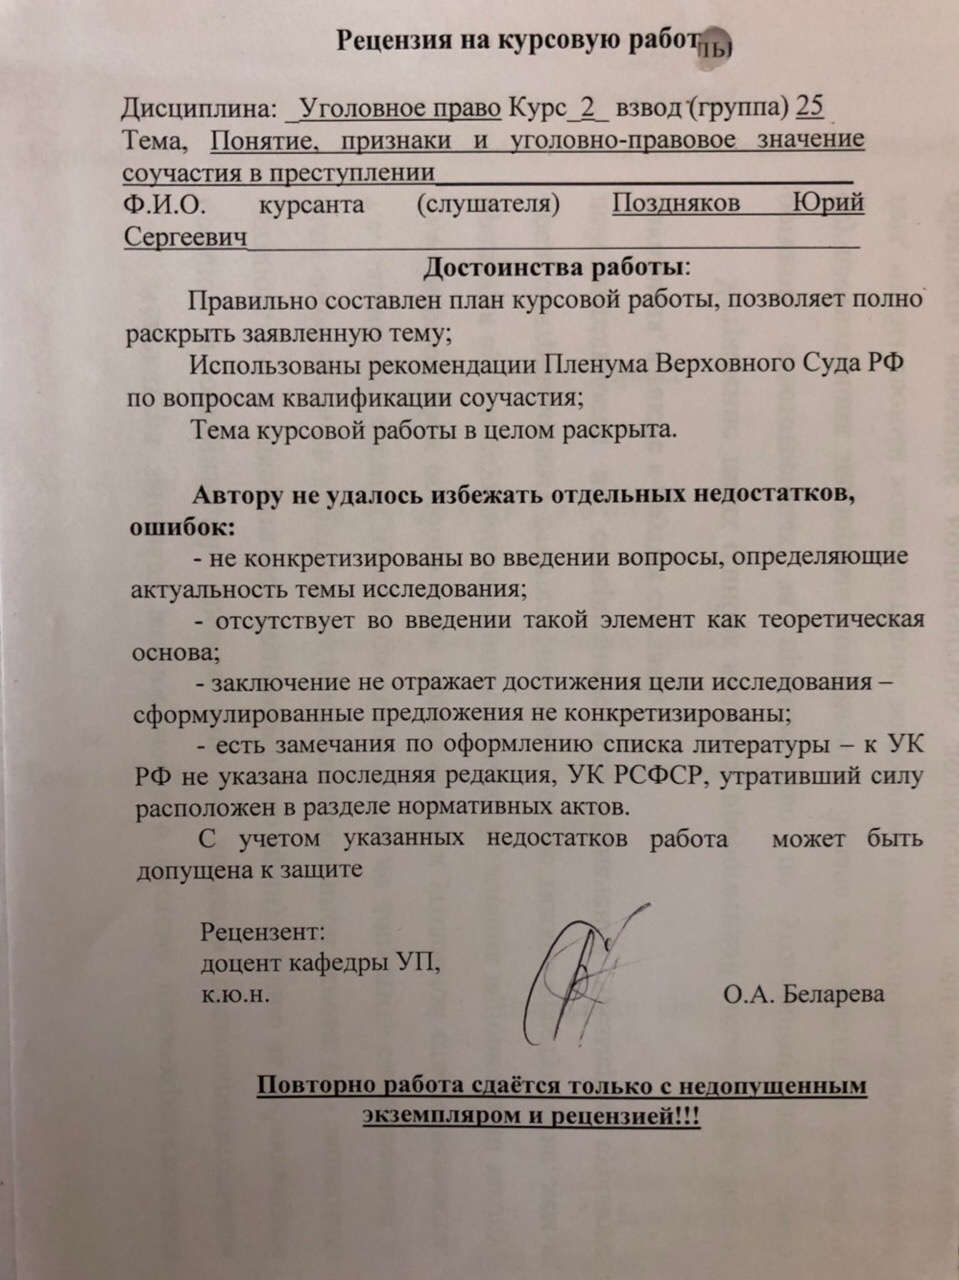 Рецензия на курсовую работ
Дисциплина: _Уголовное право Курс_2_ взвод (группа) 25
Тема, Понятие, признаки и уголовно-правовое значение
соучастия в преступлении
Ф.И.О. курсанта (слушателя) Поздняков Юрий
Сергеевич
Достоинства работы:
Правильно составлен план курсовой работы, позволяет полно
раскрыть заявленную тему;
Использованы рекомендации Пленума Верховного Суда РФ
по вопросам квалификации соучастия;
Тема курсовой работы в целом раскрыта.
Автору не удалось избежать отдельных недостатков,
ошибок:
- не конкретизированы во введении вопросы, определяющие
актуальность темы исследования;
- отсутствует во введении такой элемент как теоретическая
основа;
- заключение не отражает достижения цели исследования –
сформулированные предложения не конкретизированы;
- есть замечания по оформлению списка литературы – к УК
РФ не указана последняя редакция, УК РСФСР, утративший силу
расположен в разделе нормативных актов.
С учетом указанных недостатков работа может быть
допущена к защите
Рецензент:
доцент кафедры УП,
к.ю.н. О.А. Беларева
Повторно работа сдаётся только с недопущенным
экземпляром и рецензией!!!